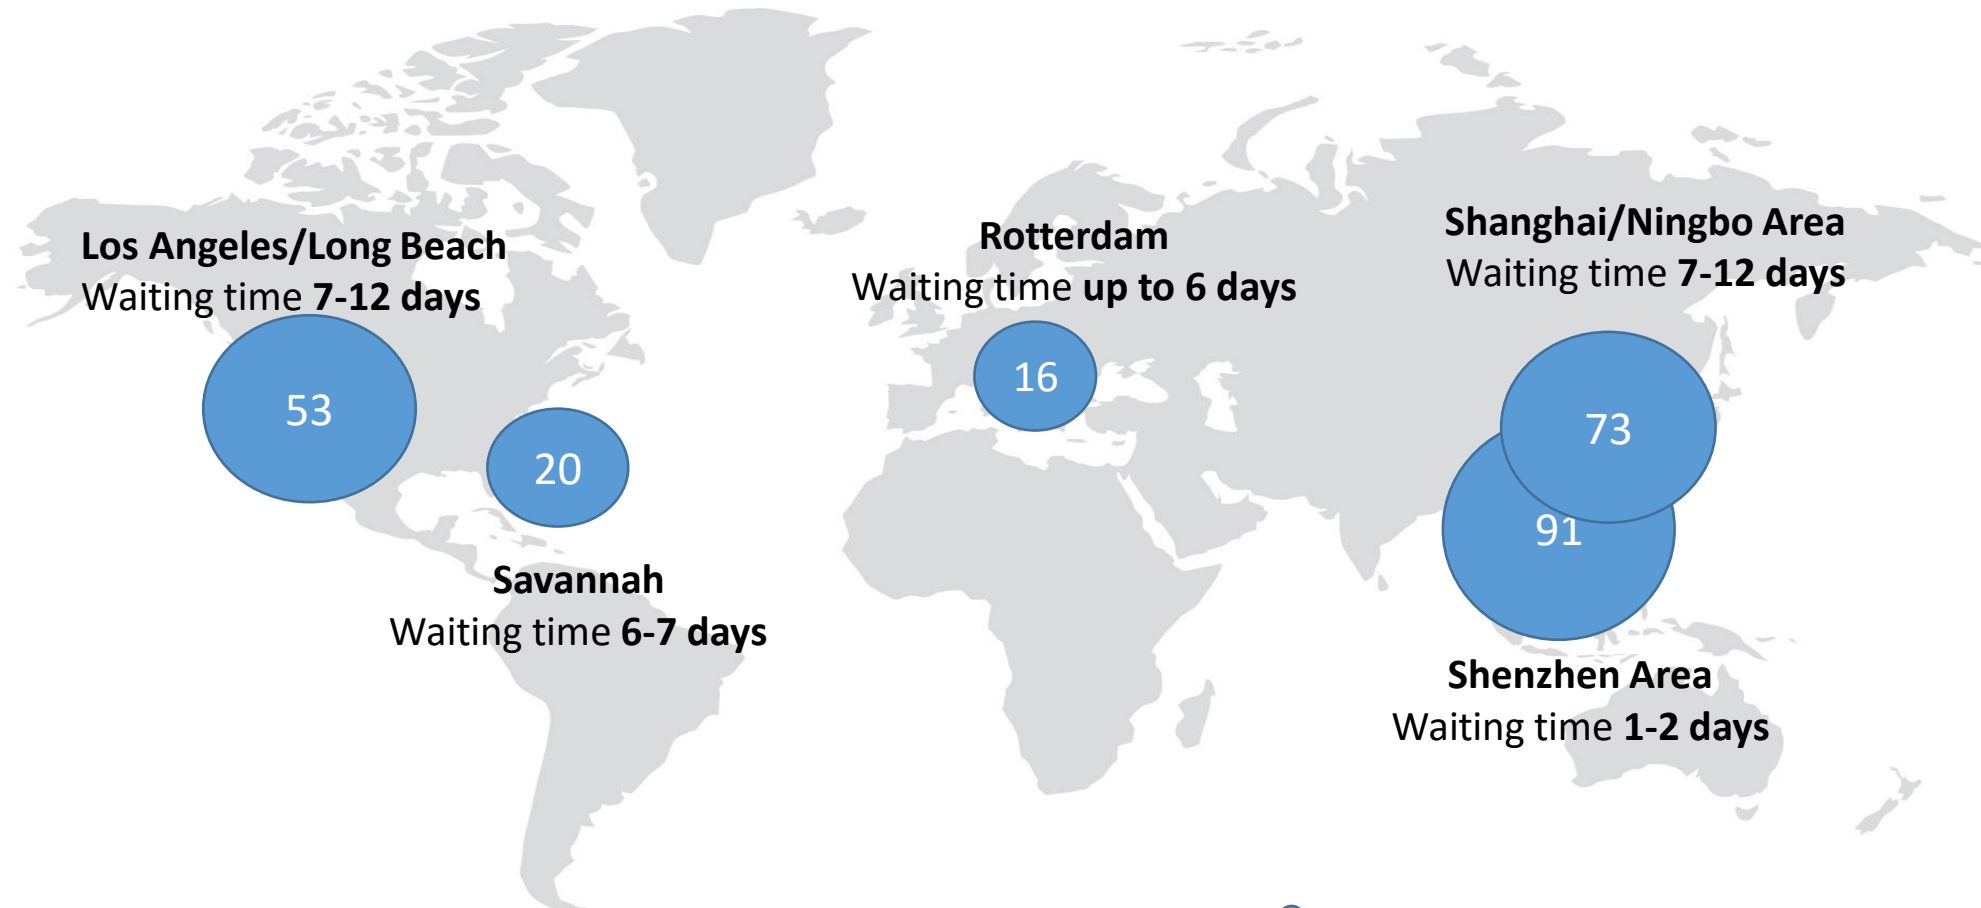 Los Angeles/Long Beach
Waiting time 7-12 days
53
20
Savannah
Waiting time 6-7 days
Rotterdam
Waiting time up to 6 days
16
Shanghai/Ningbo Area
Waiting time 7-12 days
73
91
Shenzhen Area
Waiting time 1-2 days